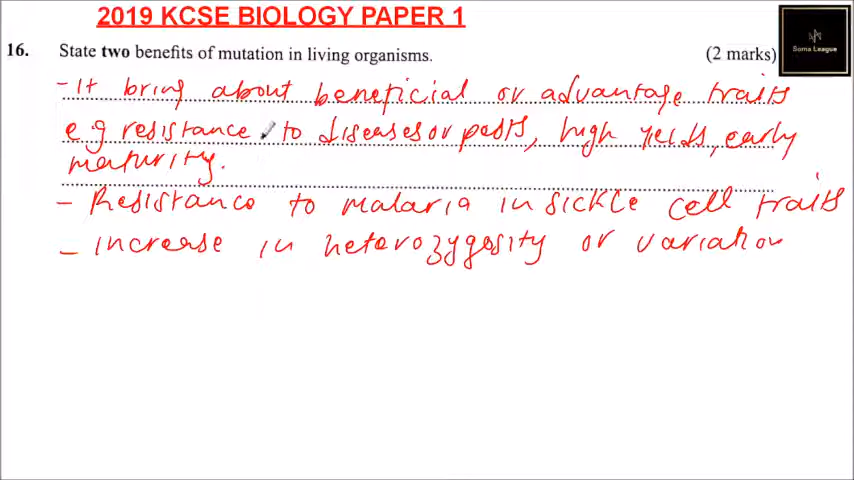 2019 KCSE BIOLOGY PAPER 1
16. State two benefits of mutation in living organisms. (2 marks)
Soma League
- It bring about beneficial or advantage traits
e.g resistance to diseases or pests, high yields, early
maturity.
- Resistance to malaria in sickle cell traits
- increase in heterozygosity or variation